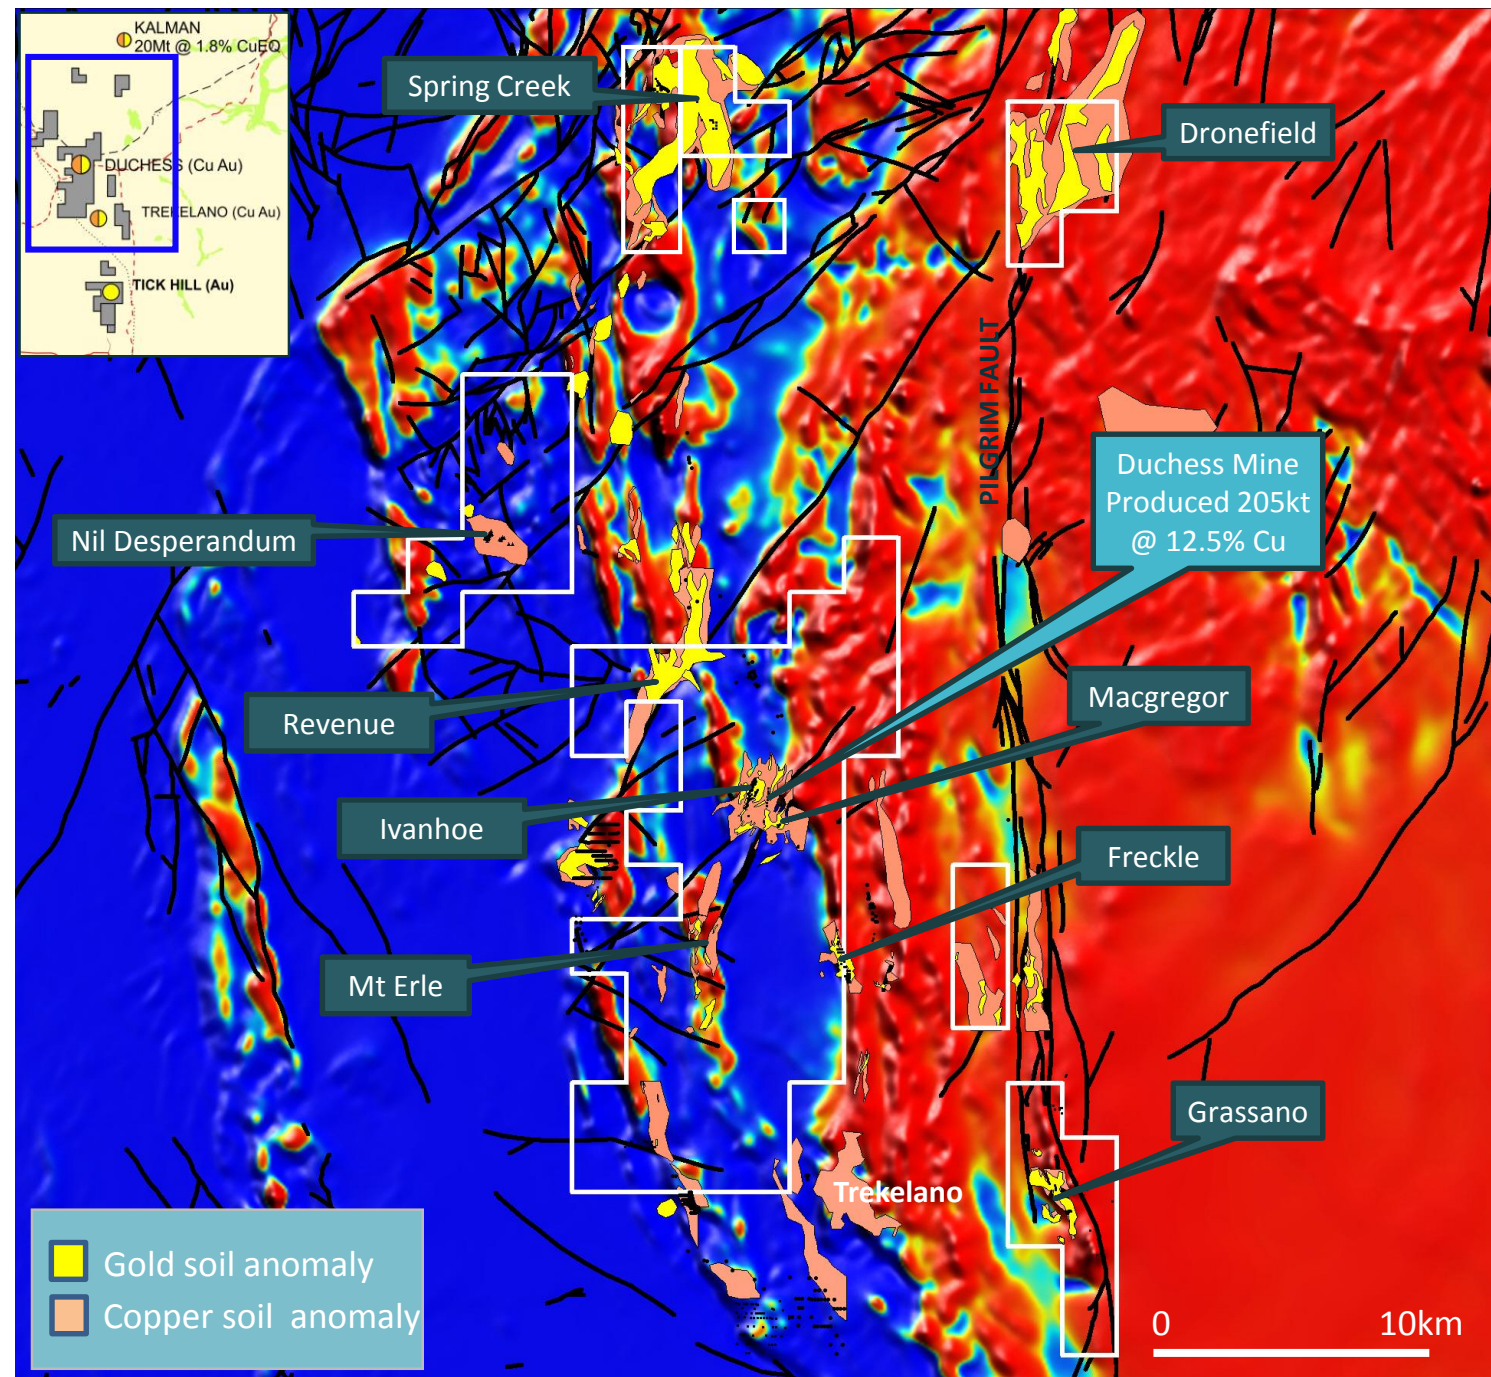 KALMAN
20Mt @ 1.8% CuEQ
DUCHESS (Cu Au)
TREKELANO (Cu Au)
TICK HILL (Au)
Spring Creek
Dronefield
PILGRIM FAULT
Duchess Mine
Produced 205kt
@ 12.5% Cu
Nil Desperandum
Macgregor
Revenue
Ivanhoe
Freckle
Mt Erle
Grassano
Trekelano
Gold soil anomaly
Copper soil anomaly
0 10km